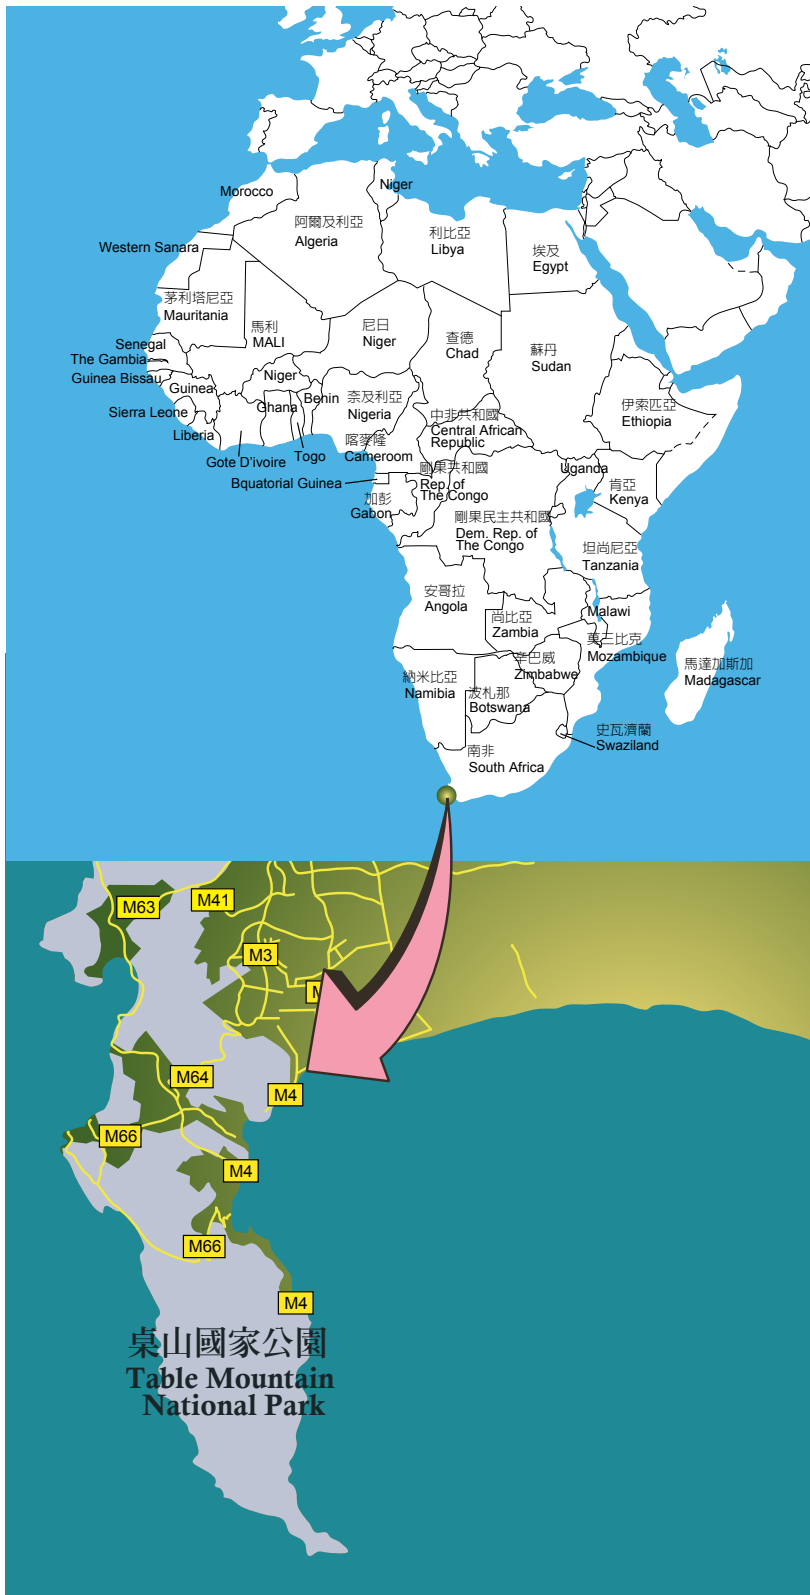 Morocco
Niger
阿爾及利亞
Algeria
利比亞
Libya
埃及
Egypt
Western Sanara
茅利塔尼亞
Mauritania
馬利
MALI
尼日
Niger
查德
Chad
蘇丹
Sudan
Senegal
The Gambia
Guinea Bissau
Guinea
Niger
Benin
Ghana
奈及利亞
Nigeria
中非共和國
Central African
Republic
伊索匹亞
Ethiopia
Sierra Leone
Liberia
Gote D'ivoire
Togo
喀麥隆
Cameroom
Bquatorial Guinea
剛果共和國
Rep. of
The Congo
Uganda
肯亞
Kenya
加彭
Gabon
剛果民主共和國
Dem. Rep. of
The Congo
坦尚尼亞
Tanzania
安哥拉
Angola
尚比亞
Zambia
Malawi
莫三比克
Mozambique
辛巴威
Zimbabwe
馬達加斯加
Madagascar
納米比亞
Namibia
波札那
Botswana
史瓦濟蘭
Swaziland
南非
South Africa
M63
M41
M3
M64
M4
M66
M4
M66
M4
桌山國家公園
Table Mountain
National Park